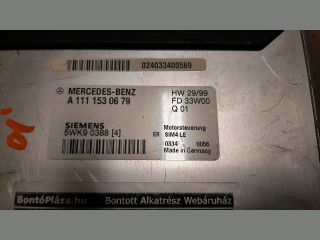 024033400569
MERCEDES-BENZ
A 111 153 06 79
HW 29/99
FD 33W00
Q 01
SIEMENS
5WK9 0388 [4]
ER
Motorsteuerung
SIM4 LE
0334 0056
Made in Germany
BontóPláza.hu
Bontott Alkatrész Webáruház